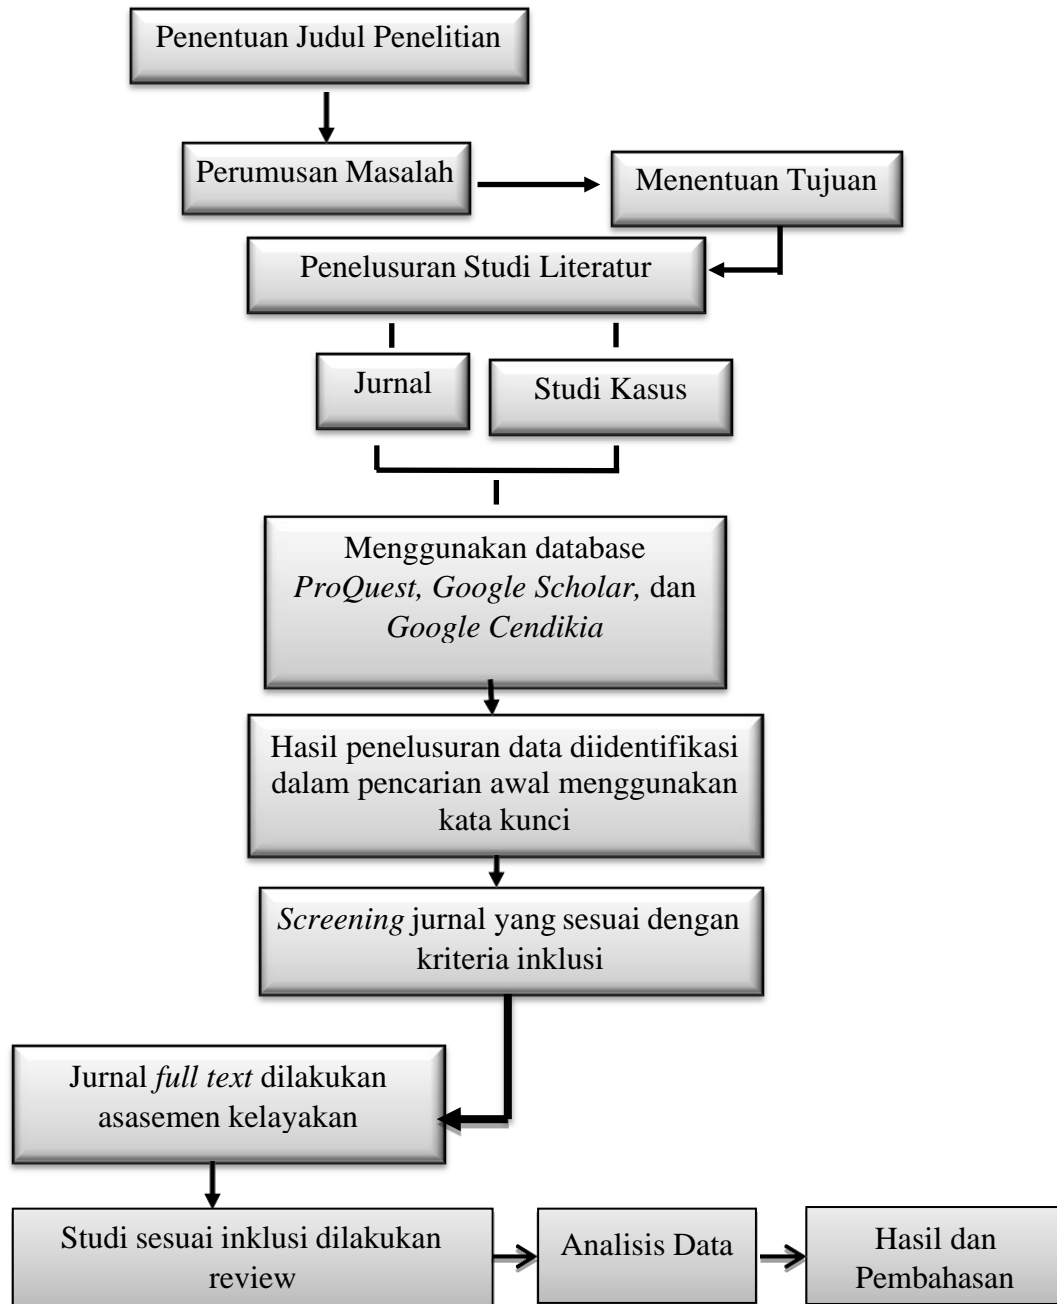 Penentuan Judul Penelitian
Perumusan Masalah
Menentuan Tujuan
Penelusuran Studi Literatur
Jurnal
Studi Kasus
Menggunakan database
ProQuest, Google Scholar, dan
Google Cendikia
Hasil penelusuran data diidentifikasi
dalam pencarian awal menggunakan
kata kunci
Screening jurnal yang sesuai dengan
kriteria inklusi
Jurnal full text dilakukan
asasemen kelayakan
Studi sesuai inklusi dilakukan
review
Analisis Data
Hasil dan
Pembahasan